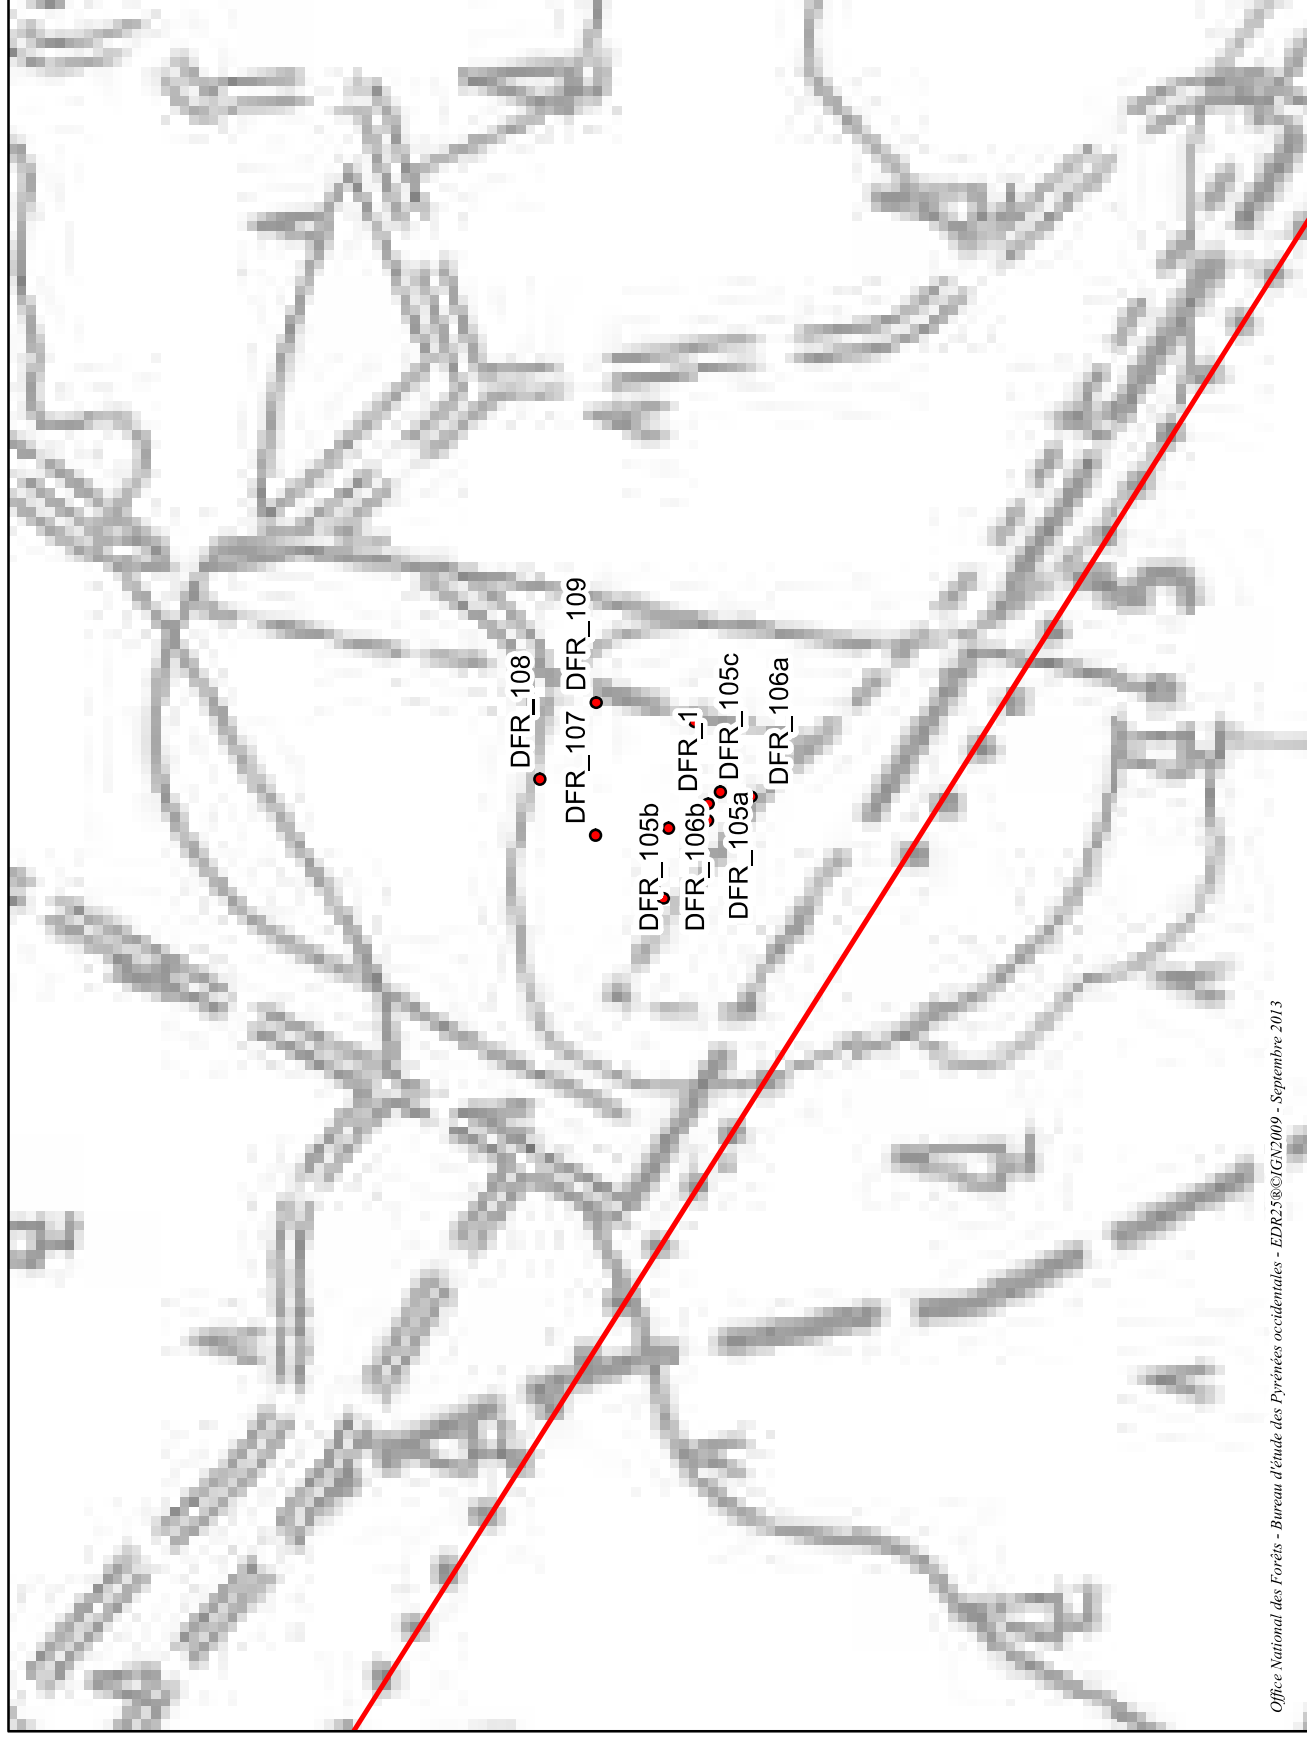 DFR_108
DFR_109
DFR_107
DFR_105b
DFR_1
DFR_106b
DFR_105c
DFR_105a
DFR_106a
Office National des Forêts - Bureau d'étude des Pyrénées occidentales - EDR25®©IGN2009 - Septembre 2013